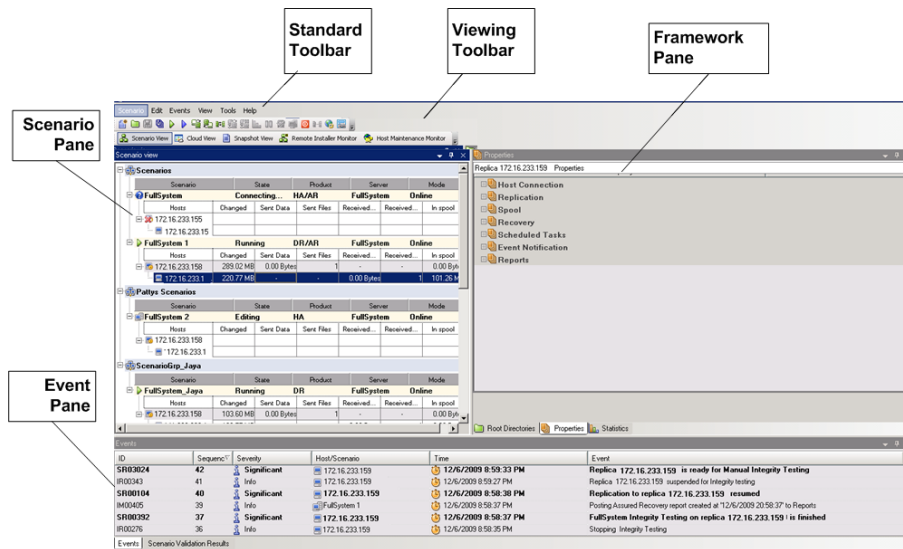 Standard Toolbar
Viewing Toolbar
Framework Pane
Scenario Pane
Event Pane
Scenario Edit Events View Tools Help
Scenario View Cloud View Snapshot View Remote Installer Monitor Host Maintenance Monitor
Scenario view
Scenarios
Scenario State Product Server Mode
FullSystem Connecting... HA/AR FullSystem Online
Hosts Changed Sent Data Sent Files Received... Received... In spool
172.16.233.155
172.16.233.15
FullSystem 1 Running DR/AR FullSystem Online
Hosts Changed Sent Data Sent Files Received... Received... In spool
172.16.233.158 289.02 MB 0.00 Bytes 1 - - 0.00 Byt
172.16.233.1 220.77 MB - - 0.00 Bytes 1 101.26 M
Pattys Scenarios
Scenario State Product Server Mode
FullSystem 2 Editing HA FullSystem Online
Hosts Changed Sent Data Sent Files Received... Received... In spool
172.16.233.158
172.16.233.1
ScenarioGrp_Jaya
Scenario State Product Server Mode
FullSystem_Jaya Running DR FullSystem Online
Hosts Changed Sent Data Sent Files Received... Received... In spool
172.16.233.158 103.60 MB 0.00 Bytes 1 - - 0.00 Byt
Properties
Replica 172.16.233.159 Properties
Host Connection
Replication
Spool
Recovery
Scheduled Tasks
Event Notification
Reports
Root Directories Properties Statistics
Events
ID Sequenc Severity Host/Scenario Time Event
SR03024 42 Significant 172.16.233.159 12/6/2009 8:59:33 PM Replica 172.16.233.159 is ready for Manual Integrity Testing
IR00343 41 Info 172.16.233.159 12/6/2009 8:59:27 PM Replica 172.16.233.159 suspended for Integrity testing
SR00104 40 Significant 172.16.233.159 12/6/2009 8:58:38 PM Replication to replica 172.16.233.159 resumed
IM00405 39 Info FullSystem 1 12/6/2009 8:58:37 PM Posting Assured Recovery report created at "12/6/2009 20:58:37" to Reports
SR00392 37 Significant 172.16.233.159 12/6/2009 8:58:37 PM FullSystem Integrity Testing on replica 172.16.233.159 is finished
IR00276 36 Info 172.16.233.159 12/6/2009 8:58:35 PM Stopping Integrity Testing
Events Scenario Validation Results